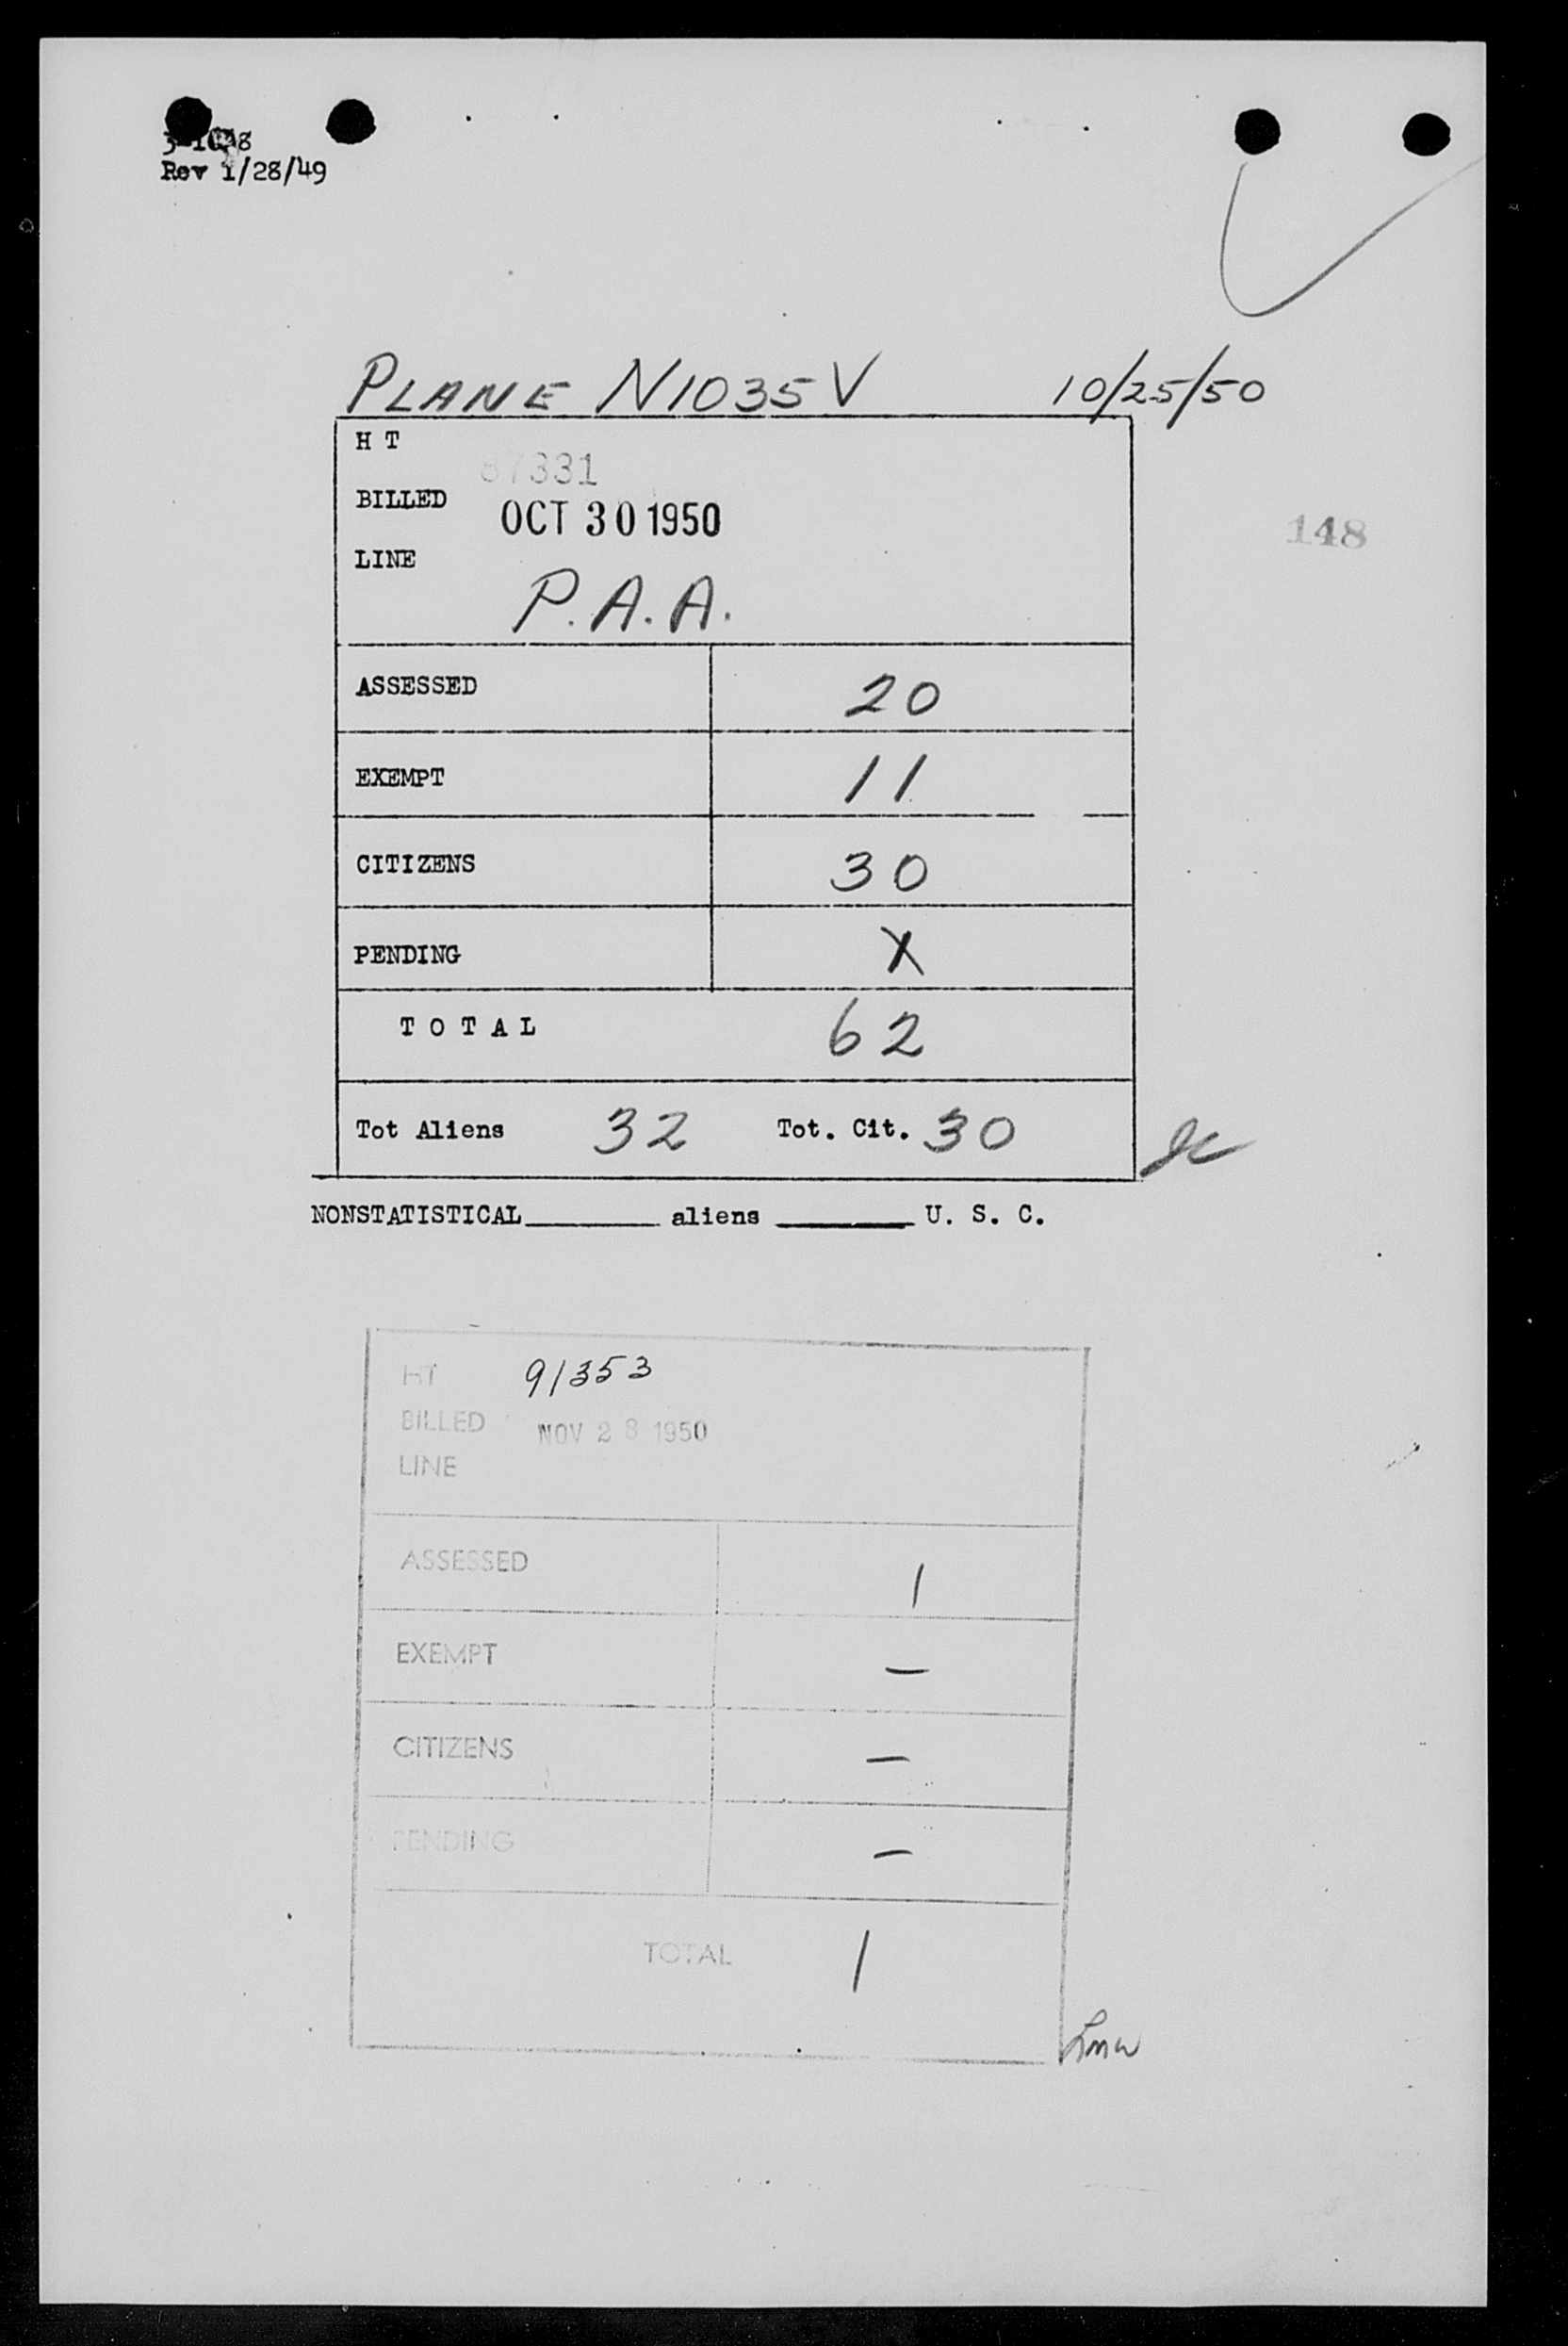 Rev 1/28/49
PLANE N1035V 10/25/50
H T
87331
BILLED OCT 30 1950
148
LINE
P.A.A.
ASSESSED 20
EXEMPT 11
CITIZENS 30
PENDING X
TOTAL 62
Tot Aliens 32 Tot. Cit. 30
NONSTATISTICAL aliens U. S. C.
HT 91353
BILLED NOV 28 1950
LINE
ASSESSED 1
EXEMPT —
CITIZENS —
PENDING —
TOTAL 1